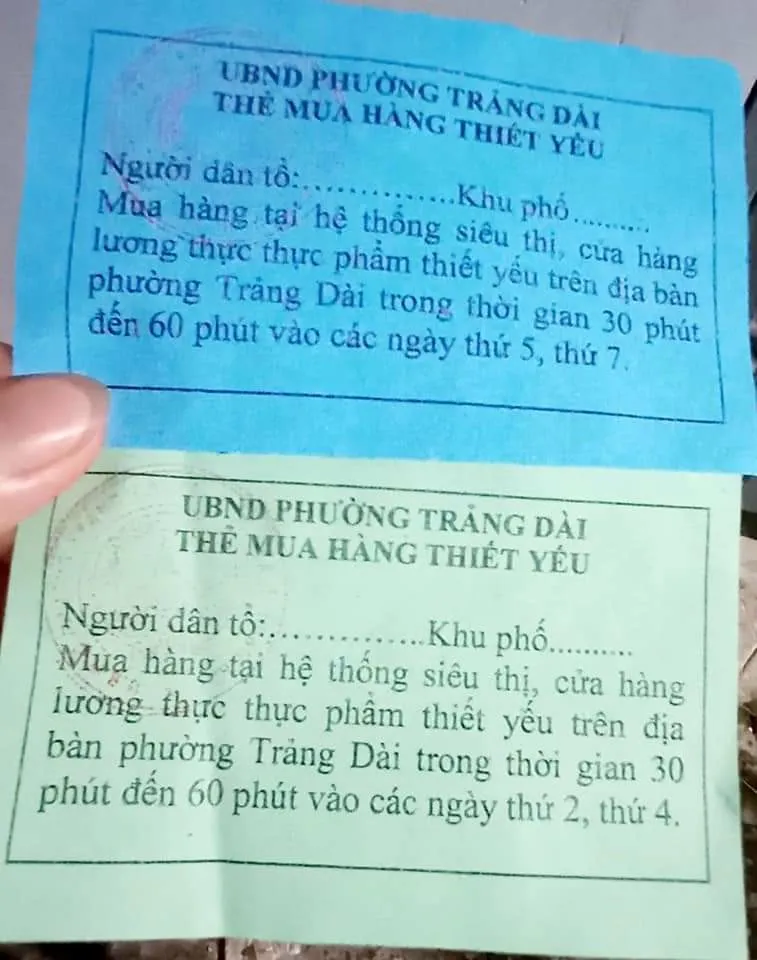 UBND PHƯỜNG TRẢNG DÀI
THẺ MUA HÀNG THIẾT YẾU
Người dân tổ:...............Khu phố..........
Mua hàng tại hệ thống siêu thị, cửa hàng
lương thực thực phẩm thiết yếu trên địa bàn
phường Trảng Dài trong thời gian 30 phút
đến 60 phút vào các ngày thứ 5, thứ 7.
UBND PHƯỜNG TRẢNG DÀI
THẺ MUA HÀNG THIẾT YẾU
Người dân tổ:...............Khu phố..........
Mua hàng tại hệ thống siêu thị, cửa hàng
lương thực thực phẩm thiết yếu trên địa
bàn phường Trảng Dài trong thời gian 30
phút đến 60 phút vào các ngày thứ 2, thứ 4.